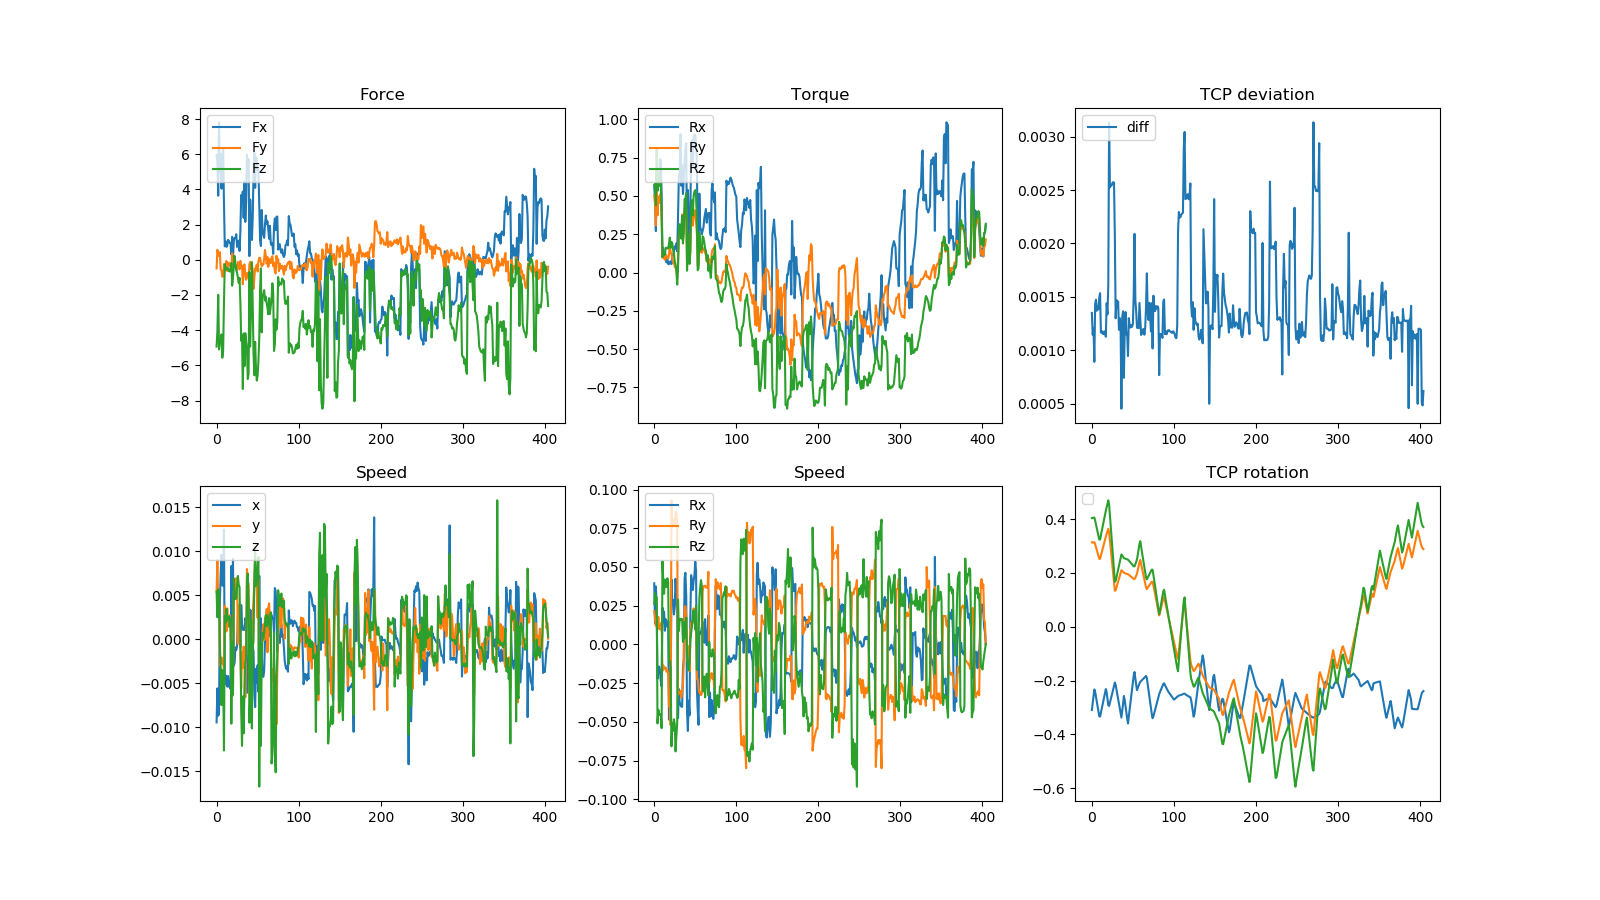 Force
Torque
TCP deviation
8
6
4
2
0
−2
−4
−6
−8
Fx
Fy
Fz
0 100 200 300 400
1.00
0.75
0.50
0.25
0.00
−0.25
−0.50
−0.75
Rx
Ry
Rz
0 100 200 300 400
0.0030
0.0025
0.0020
0.0015
0.0010
0.0005
diff
0 100 200 300 400
Speed
Speed
TCP rotation
0.015
0.010
0.005
0.000
−0.005
−0.010
−0.015
x
y
z
0 100 200 300 400
0.100
0.075
0.050
0.025
0.000
−0.025
−0.050
−0.075
−0.100
Rx
Ry
Rz
0 100 200 300 400
0.4
0.2
0.0
−0.2
−0.4
−0.6
0 100 200 300 400